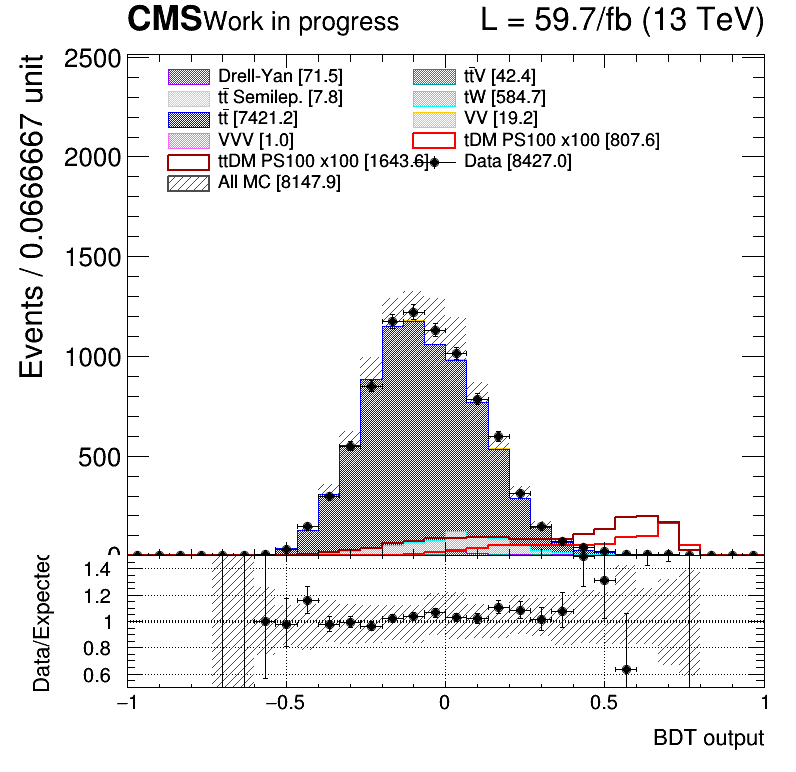 CMS Work in progress L = 59.7/fb (13 TeV)
Events / 0.0666667 unit
2500
2000
1500
1000
500
0
Drell-Yan [71.5] tt̄V [42.4]
tt̄ Semilep. [7.8] tW [584.7]
tt̄ [7421.2] VV [19.2]
VVV [1.0] tDM PS100 x100 [807.6]
ttDM PS100 x100 [1643.6] Data [8427.0]
All MC [8147.9]
Data/Expected
1.4
1.2
1
0.8
0.6
−1 −0.5 0 0.5 1
BDT output